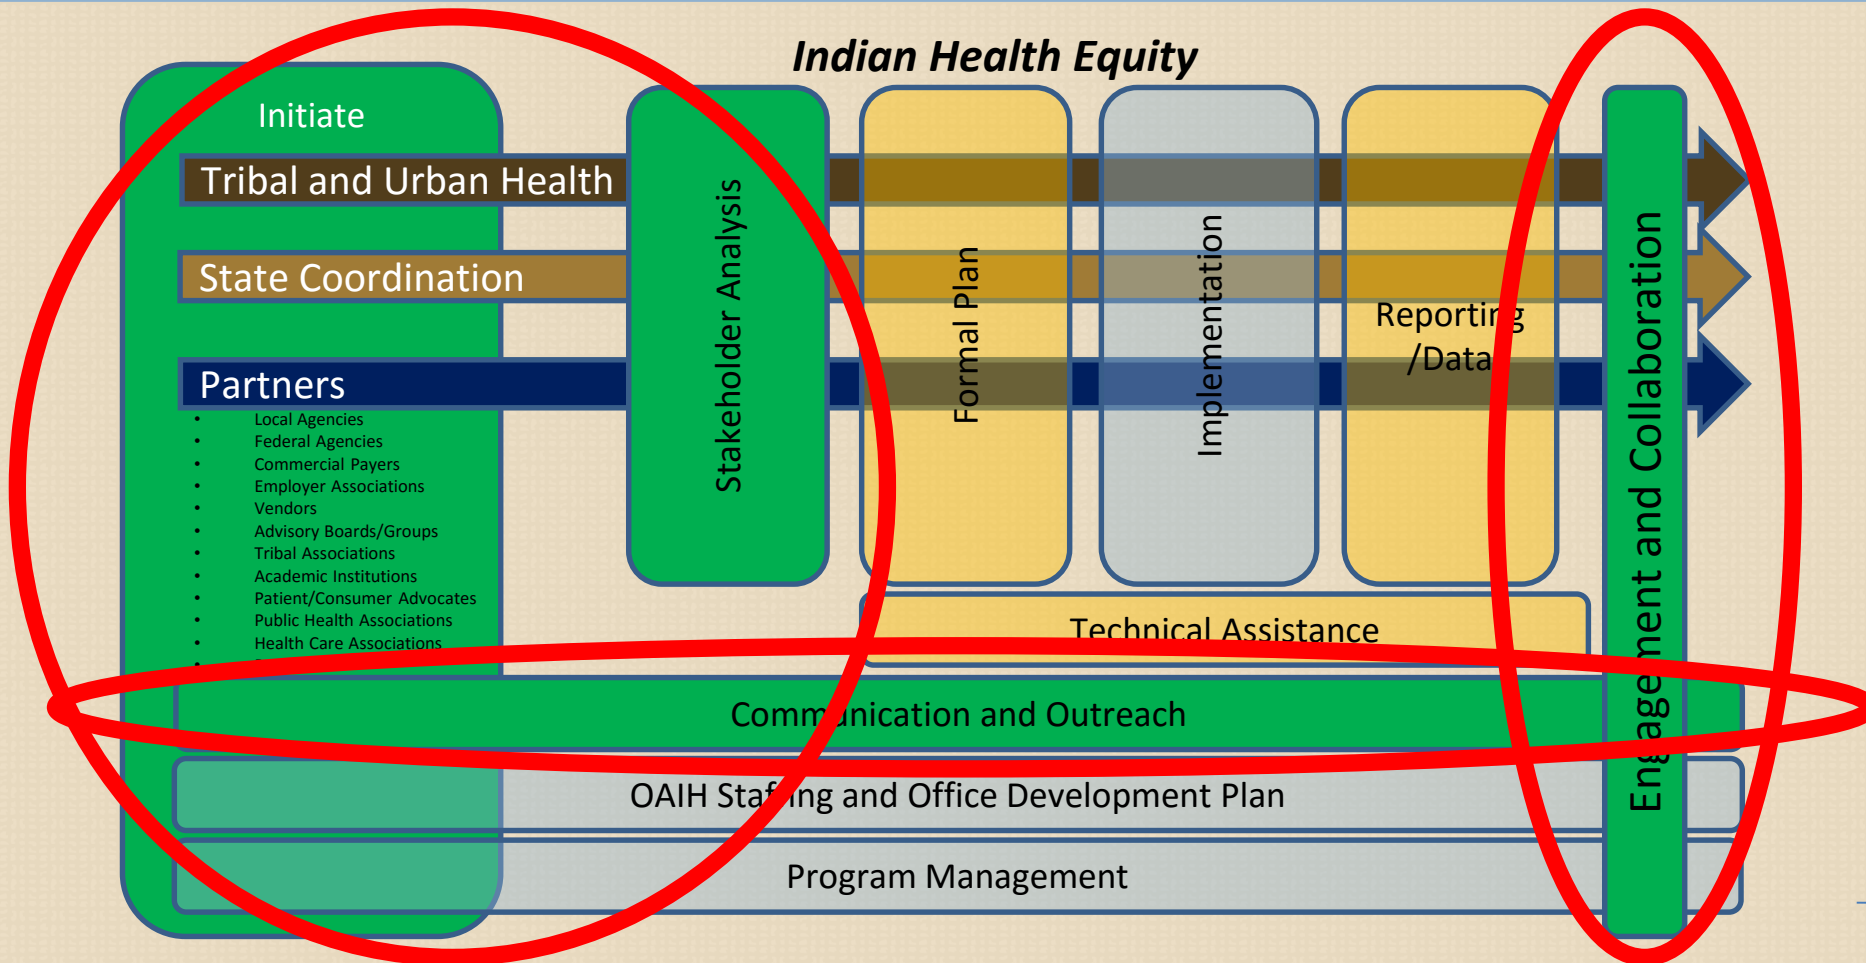 Indian Health Equity
Initiate
Tribal and Urban Health
State Coordination
Partners
• Local Agencies
• Federal Agencies
• Commercial Payers
• Employer Associations
• Vendors
• Advisory Boards/Groups
• Tribal Associations
• Academic Institutions
• Patient/Consumer Advocates
• Public Health Associations
• Health Care Associations
Stakeholder Analysis
Formal Plan
Implementation
Reporting
/Data
Engagement and Collaboration
Technical Assistance
Communication and Outreach
OAIH Staffing and Office Development Plan
Program Management